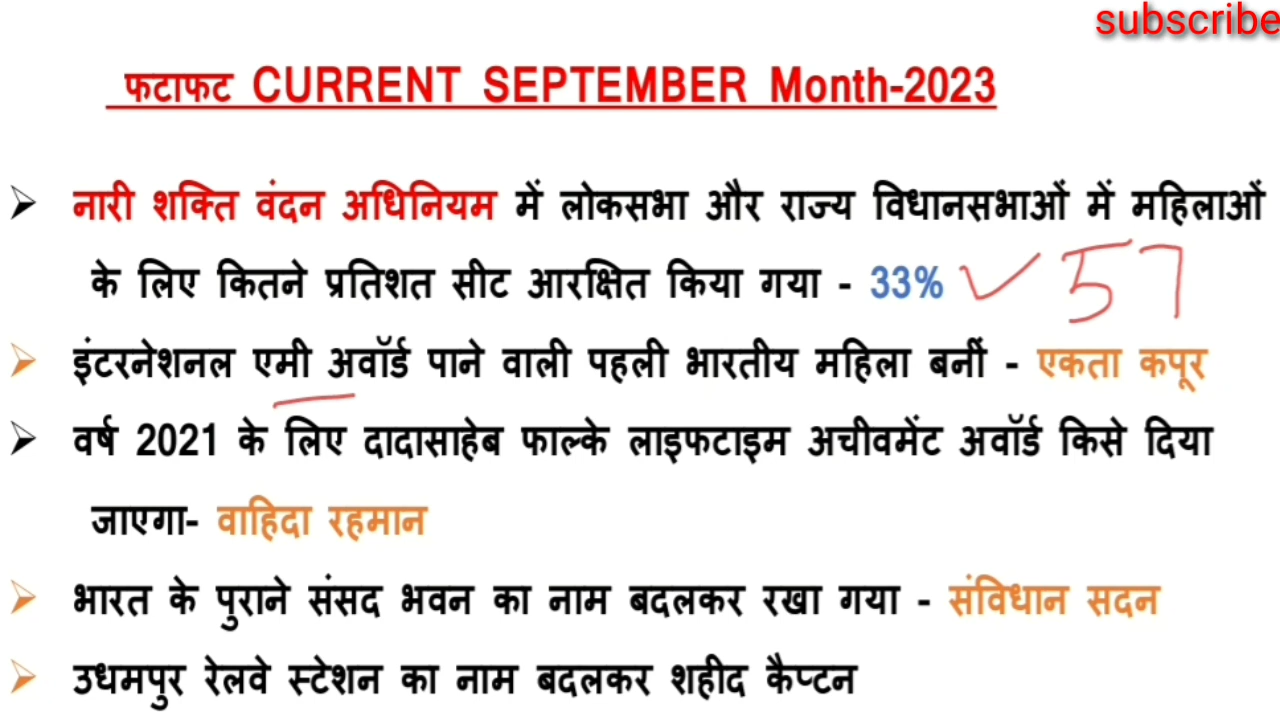 subscribe
फटाफट CURRENT SEPTEMBER Month-2023
नारी शक्ति वंदन अधिनियम में लोकसभा और राज्य विधानसभाओं में महिलाओं
के लिए कितने प्रतिशत सीट आरक्षित किया गया - 33% ✓ 57
इंटरनेशनल एमी अवॉर्ड पाने वाली पहली भारतीय महिला बनीं - एकता कपूर
वर्ष 2021 के लिए दादासाहेब फाल्के लाइफटाइम अचीवमेंट अवॉर्ड किसे दिया
जाएगा- वाहिदा रहमान
भारत के पुराने संसद भवन का नाम बदलकर रखा गया - संविधान सदन
उधमपुर रेलवे स्टेशन का नाम बदलकर शहीद कैप्टन